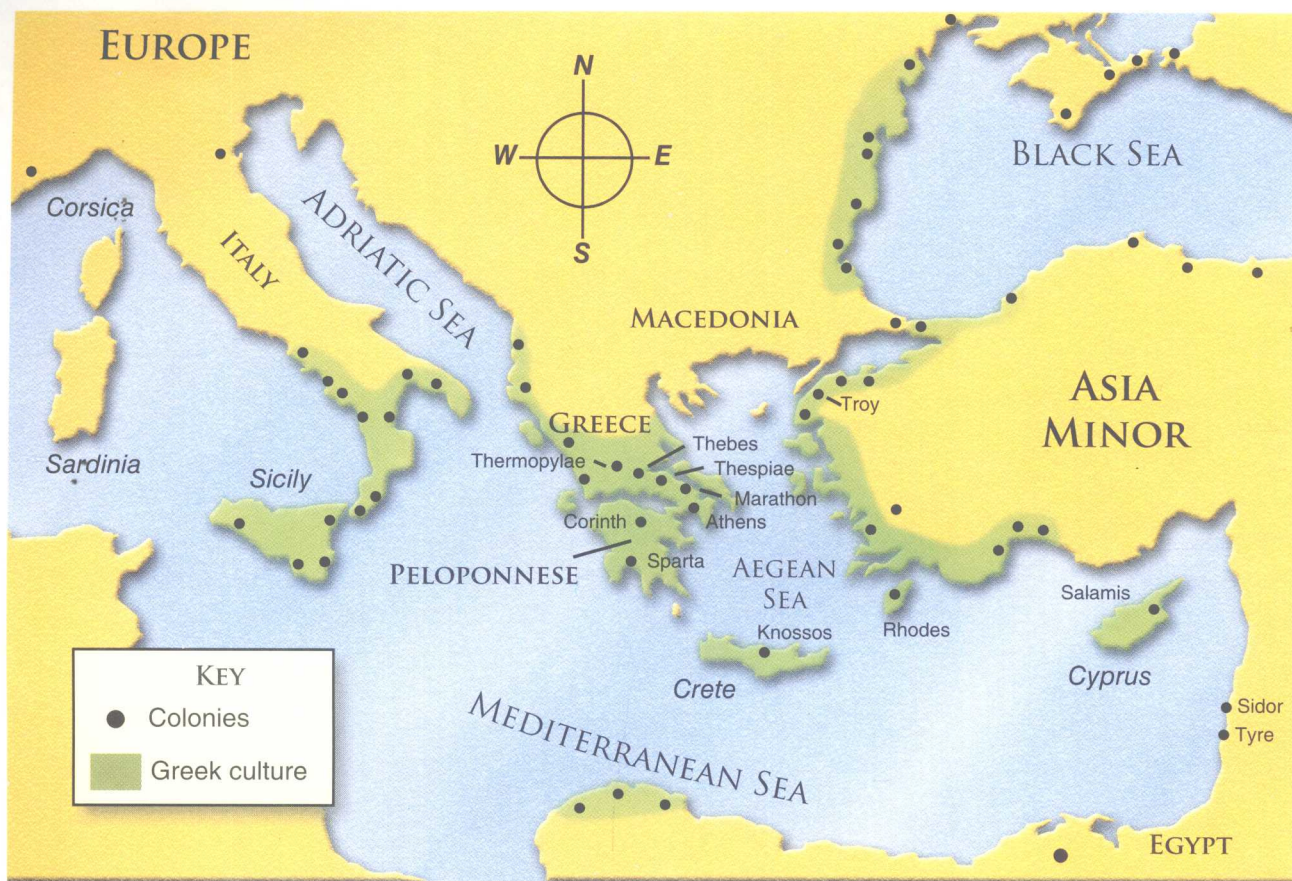 EUROPE
N
W
E
S
BLACK SEA
Corsica
ITALY
ADRIATIC SEA
MACEDONIA
ASIA
MINOR
Troy
GREECE
Thebes
Thermopylae
Thespiae
Marathon
Sardinia
Sicily
Corinth
Athens
Sparta
PELOPONNESE
AEGEAN
SEA
Salamis
Rhodes
Knossos
Crete
Cyprus
Sidor
Tyre
KEY
Colonies
Greek culture
MEDITERRANEAN SEA
EGYPT